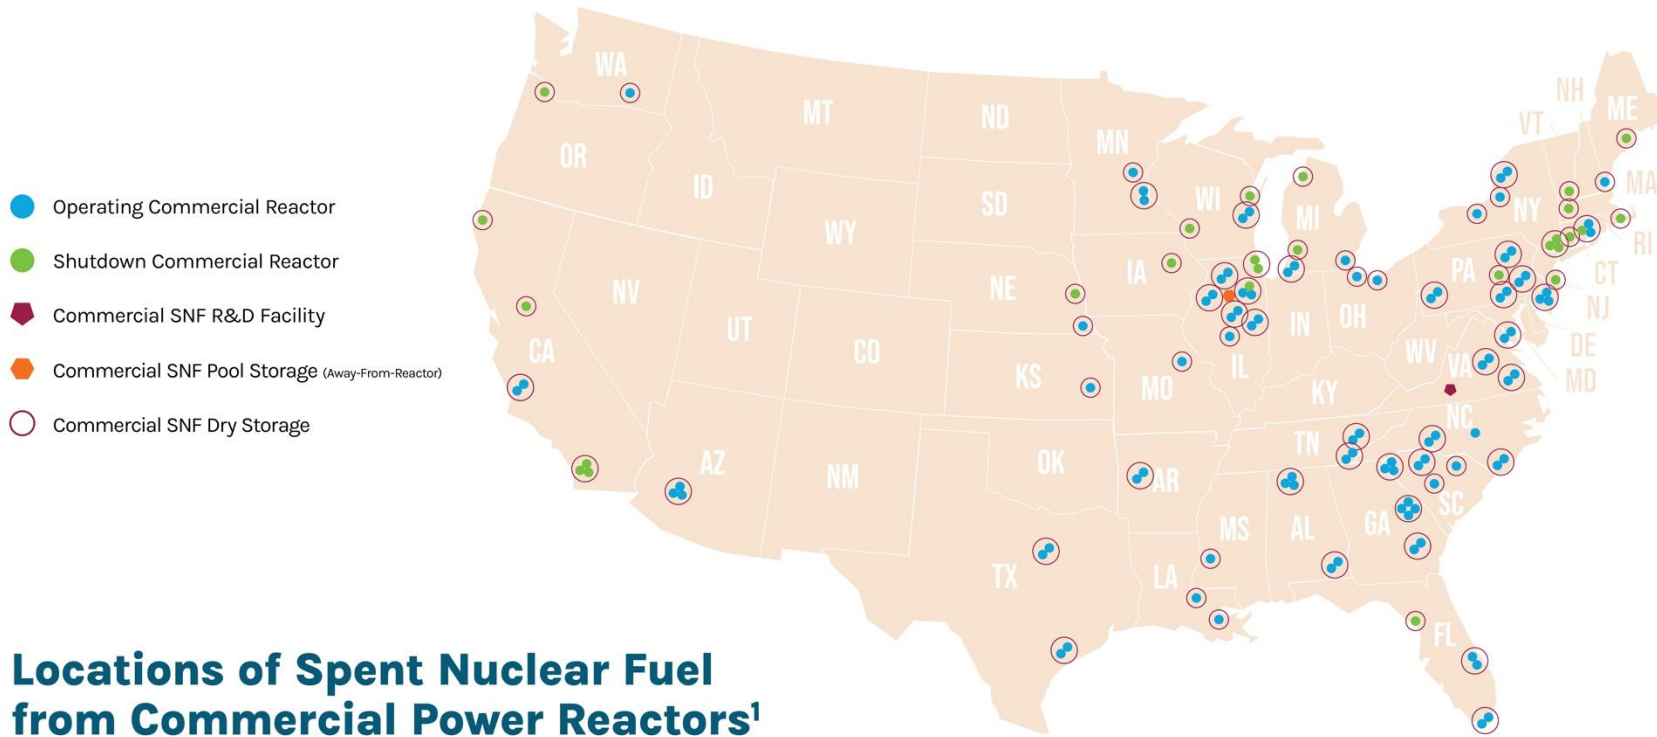 Operating Commercial Reactor
Shutdown Commercial Reactor
Commercial SNF R&D Facility
Commercial SNF Pool Storage (Away-From-Reactor)
Commercial SNF Dry Storage
WA
MT
ND
MN
OR
ID
SD
WI
MI
WY
IA
NE
NV
UT
CO
CA
KS
MO
IL
IN
OH
KY
WV
VA
PA
NY
VT
NH
ME
MA
RI
CT
NJ
DE
MD
NC
TN
SC
AZ
NM
OK
AR
TX
LA
MS
AL
GA
FL
Locations of Spent Nuclear Fuel
from Commercial Power Reactors¹